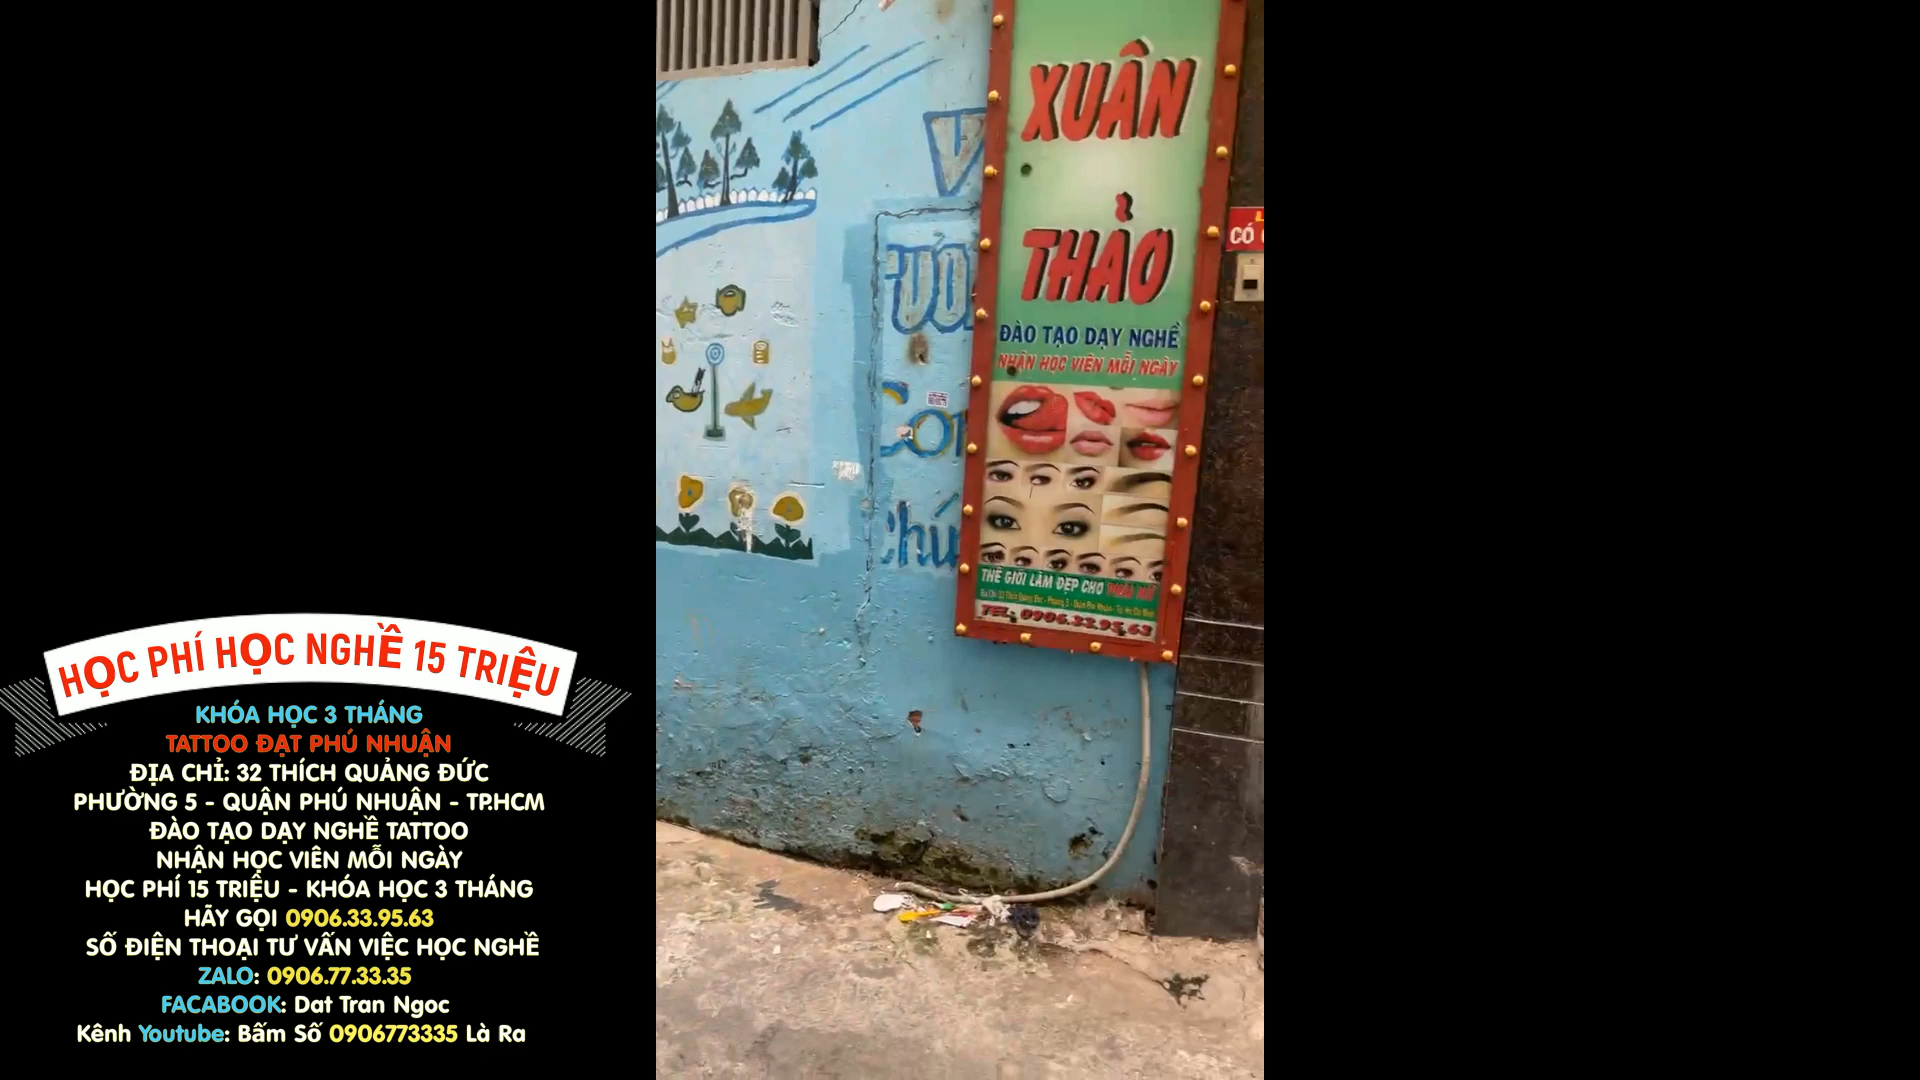 HỌC PHÍ HỌC NGHỀ 15 TRIỆU
KHÓA HỌC 3 THÁNG
TATTOO ĐẠT PHÚ NHUẬN
ĐỊA CHỈ: 32 THÍCH QUẢNG ĐỨC
PHƯỜNG 5 - QUẬN PHÚ NHUẬN - TP.HCM
ĐÀO TẠO DẠY NGHỀ TATTOO
NHẬN HỌC VIÊN MỖI NGÀY
HỌC PHÍ 15 TRIỆU - KHÓA HỌC 3 THÁNG
HÃY GỌI 0906.33.95.63
SỐ ĐIỆN THOẠI TƯ VẤN VIỆC HỌC NGHỀ
ZALO: 0906.77.33.35
FACABOOK: Dat Tran Ngoc
Kênh Youtube: Bấm Số 0906773335 Là Ra
XUÂN
THẢO
ĐÀO TẠO DẠY NGHỀ
NHẬN HỌC VIÊN MỖI NGÀY
THẾ GIỚI LÀM ĐẸP CHO PHÁI NỮ
TEL: 0906.33.95.63
CÓ
Con
Chú